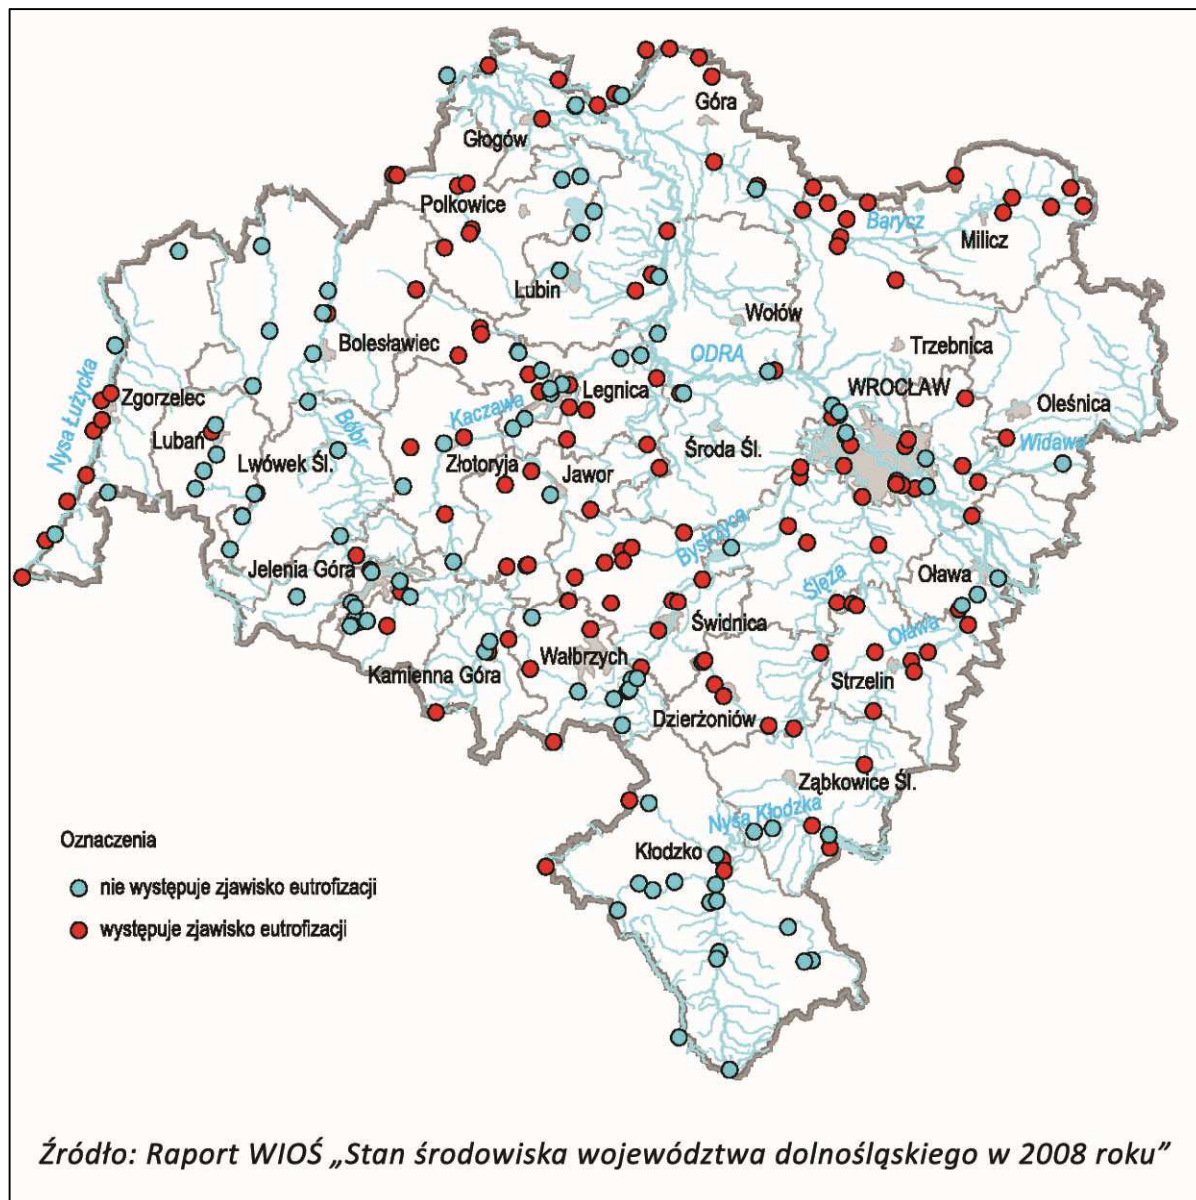 Góra
Głogów
Polkowice
Barycz
Milicz
Lubin
Wołów
Bolesławiec
ODRA
Trzebnica
Nysa Łużycka
Zgorzelec
Legnica
WROCŁAW
Oleśnica
Kaczawa
Bóbr
Lubań
Widawa
Lwówek Śl.
Złotoryja
Środa Śl.
Jawor
Bystrzyca
Jelenia Góra
Ślęza
Oława
Świdnica
Oława
Wałbrzych
Kamienna Góra
Strzelin
Dzierżoniów
Ząbkowice Śl.
Nysa Kłodzka
Kłodzko
Oznaczenia
nie występuje zjawisko eutrofizacji
występuje zjawisko eutrofizacji
Źródło: Raport WIOŚ „Stan środowiska województwa dolnośląskiego w 2008 roku”